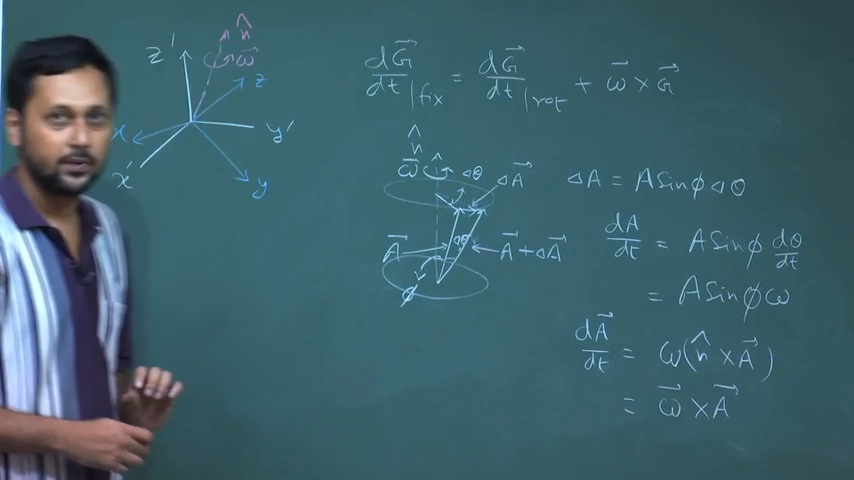 n̂
z'
ω⃗
z
x
y'
x'
y
dG⃗/dt|fix = dG⃗/dt|rot + ω⃗ × G⃗
n̂
ω⃗
Δθ
ΔA⃗
ΔA = A Sinϕ Δθ
A⃗
Δθ
A⃗ + ΔA⃗
ϕ
dA/dt = A Sinϕ dθ/dt
= A Sinϕ ω
dA⃗/dt = ω(n̂ × A⃗)
= ω⃗ × A⃗